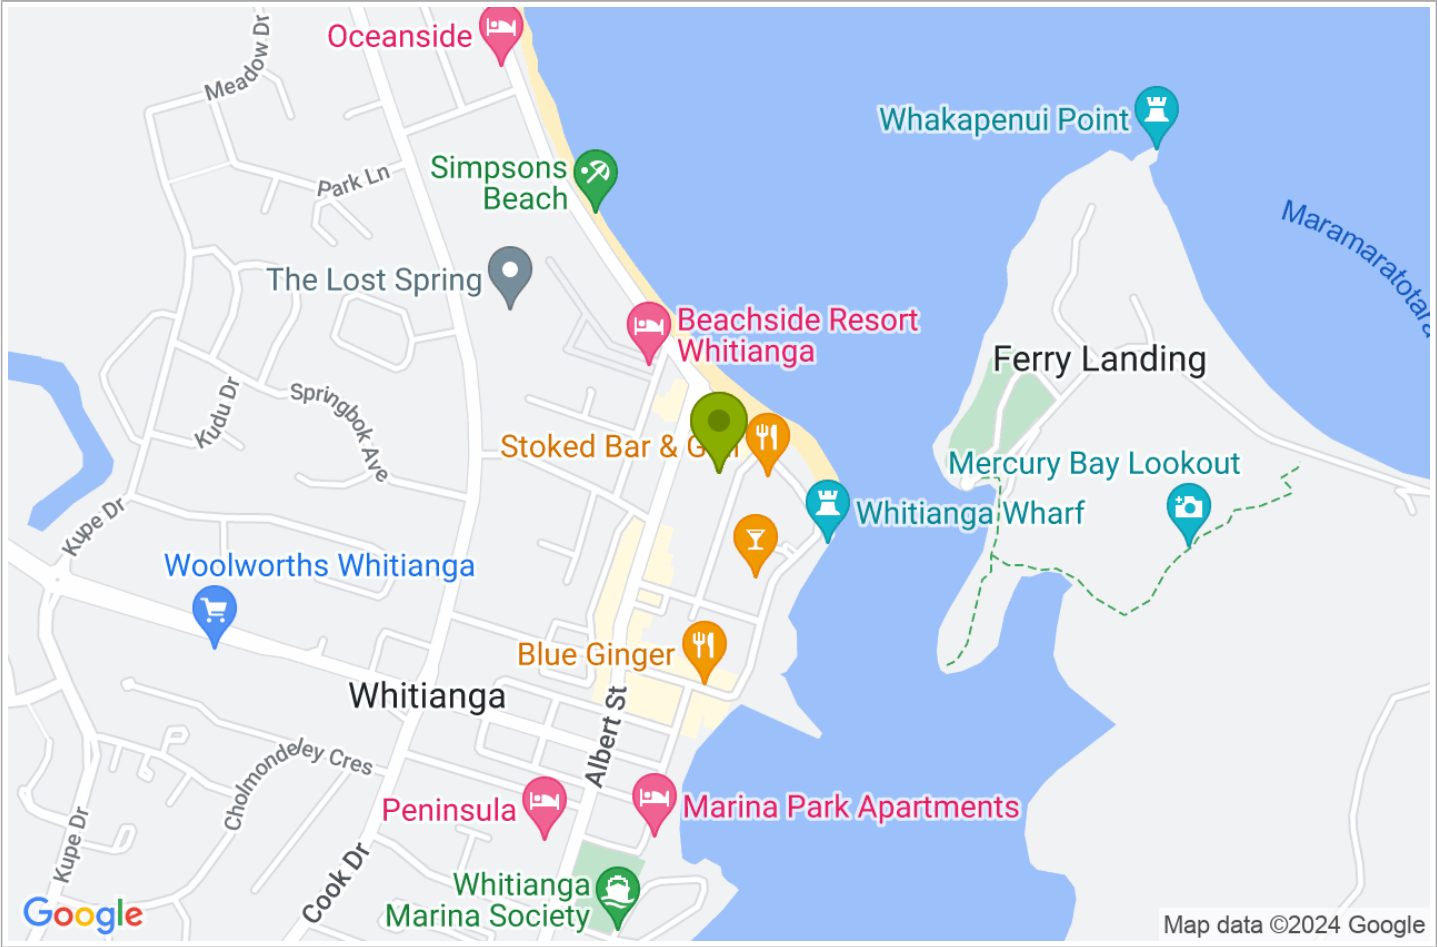 Oceanside
Meadow Dr
Whakapenui Point
Simpsons
Beach
Park Ln
Maramaratotara
The Lost Spring
Beachside Resort
Whitianga
Ferry Landing
Kudu Dr
Springbok Ave
Stoked Bar & G
Mercury Bay Lookout
Whitianga Wharf
Kupe Dr
Woolworths Whitianga
Blue Ginger
Whitianga
Albert St
Cholmondeley Cres
Peninsula
Marina Park Apartments
Kupe Dr
Cook Dr
Whitianga
Marina Society
Google
Map data ©2024 Google